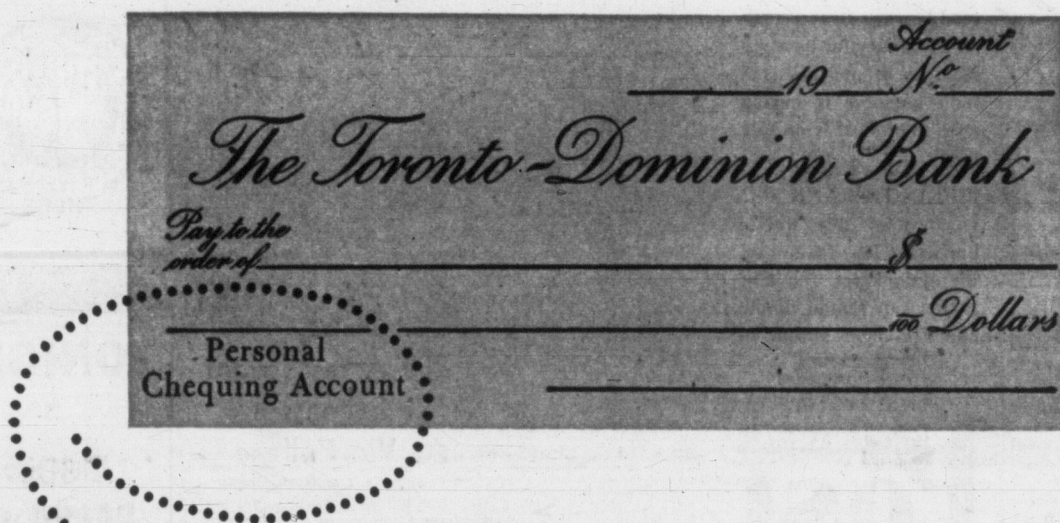 Account
19 No.
The Toronto-Dominion Bank
Pay to the
order of $
100 Dollars
Personal
Chequing Account